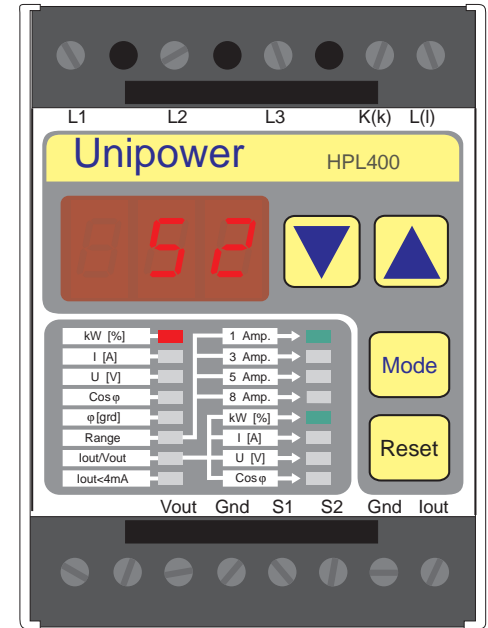 L1 L2 L3 K(k) L(l)
Unipower HPL400
52
kW [%] 1 Amp.
I [A] 3 Amp.
U [V] 5 Amp.
Cosφ 8 Amp.
φ[grd] kW [%]
Range I [A]
Iout/Vout U [V]
Iout<4mA Cosφ
Mode
Reset
Vout Gnd S1 S2 Gnd Iout